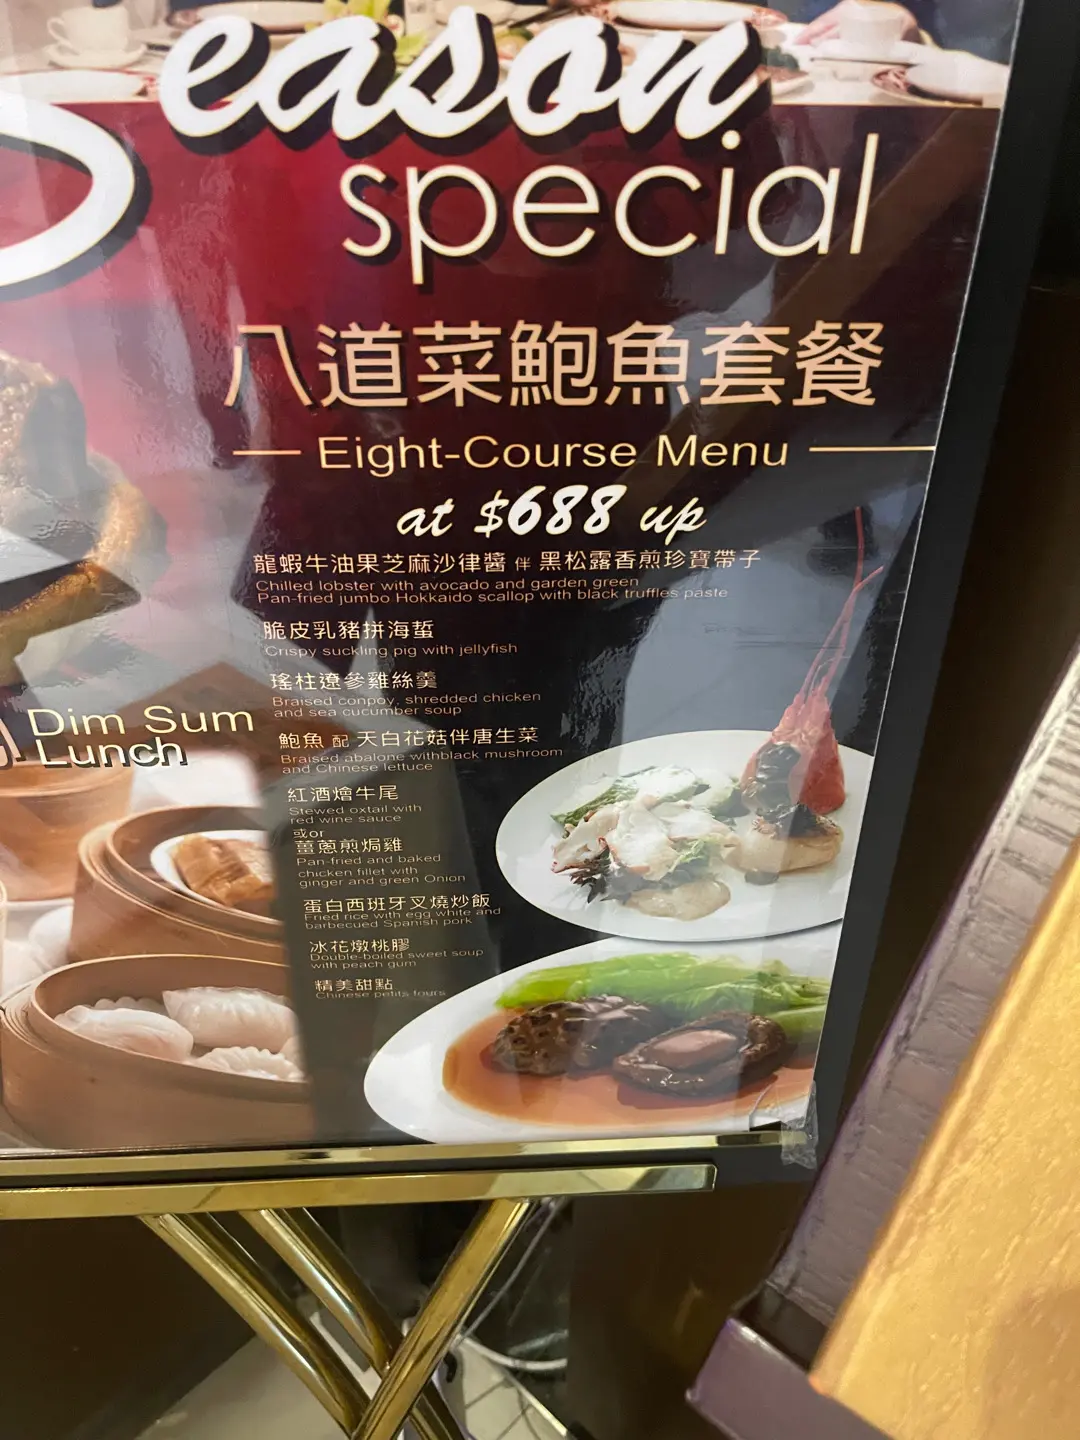 Season
special
八道菜鮑魚套餐
Eight-Course Menu
at $688 up
龍蝦牛油果芝麻沙律醬 伴 黑松露香煎珍寶帶子
Chilled lobster with avocado and garden green
Pan-fried jumbo Hokkaido scallop with black truffles paste
脆皮乳豬拼海蜇
Crispy suckling pig with jellyfish
瑤柱遼參雞絲羹
Braised conpoy, shredded chicken
and sea cucumber soup
鮑魚 配 天白花菇伴唐生菜
Braised abalone withblack mushroom
and Chinese lettuce
紅酒燴牛尾
Stewed oxtail with
red wine sauce
或or
薑蔥煎焗雞
Pan-fried and baked
chicken fillet with
ginger and green Onion
蛋白西班牙叉燒炒飯
Fried rice with egg white and
barbecued Spanish pork
冰花燉桃膠
Double-boiled sweet soup
with peach gum
精美甜點
Chinese petits fours
Dim Sum
Lunch